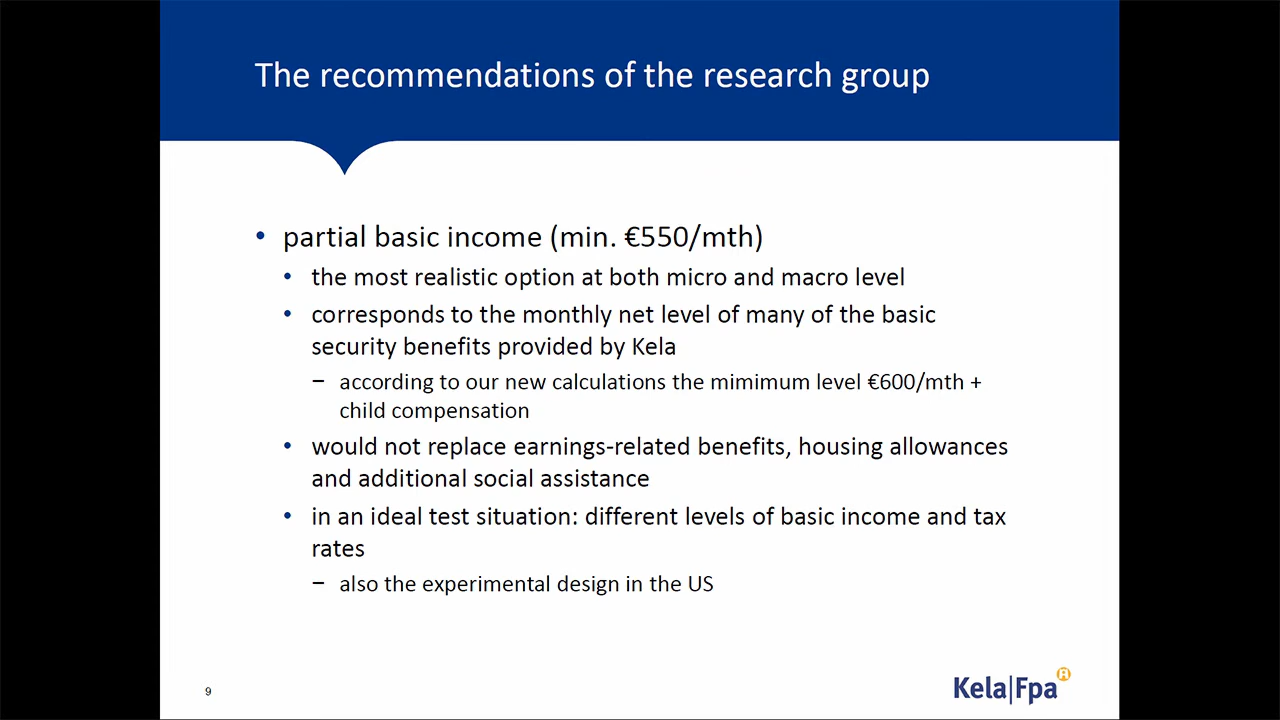 The recommendations of the research group
• partial basic income (min. €550/mth)
• the most realistic option at both micro and macro level
• corresponds to the monthly net level of many of the basic
security benefits provided by Kela
– according to our new calculations the mimimum level €600/mth +
child compensation
• would not replace earnings-related benefits, housing allowances
and additional social assistance
• in an ideal test situation: different levels of basic income and tax
rates
– also the experimental design in the US
9
Kela|Fpa